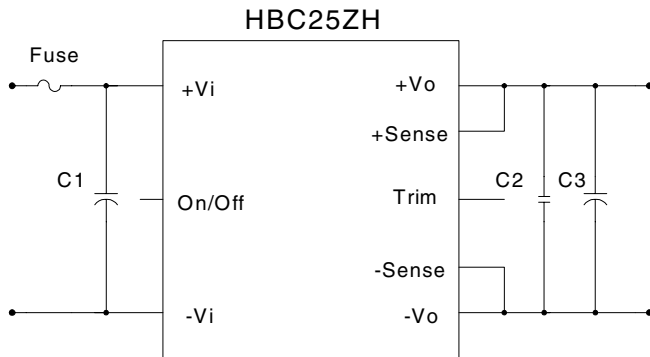 HBC25ZH
Fuse
+Vi
+Vo
+Sense
C1
On/Off
Trim
C2
C3
-Sense
-Vi
-Vo